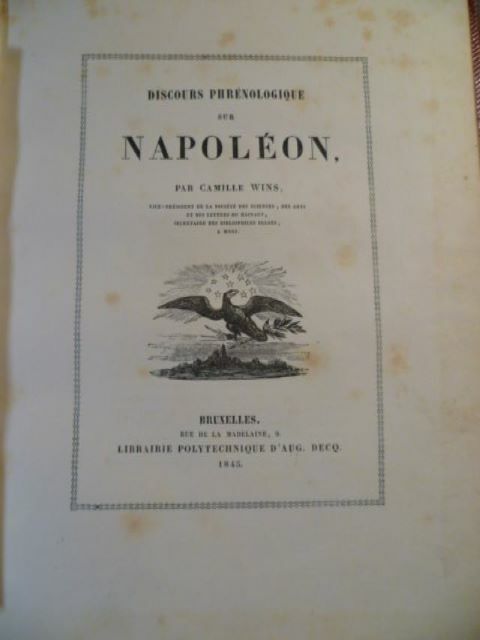 DISCOURS PHRÉNOLOGIQUE
SUR
NAPOLÉON,
PAR CAMILLE WINS,
VICE-PRÉSIDENT DE LA SOCIÉTÉ DES SCIENCES, DES ARTS
ET DES LETTRES DU HAINAUT,
SECRÉTAIRE DES BIBLIOPHILES BELGES,
A MONS.
BRUXELLES,
RUE DE LA MADELAINE, 9.
LIBRAIRIE POLYTECHNIQUE D'AUG. DECQ.
1845.